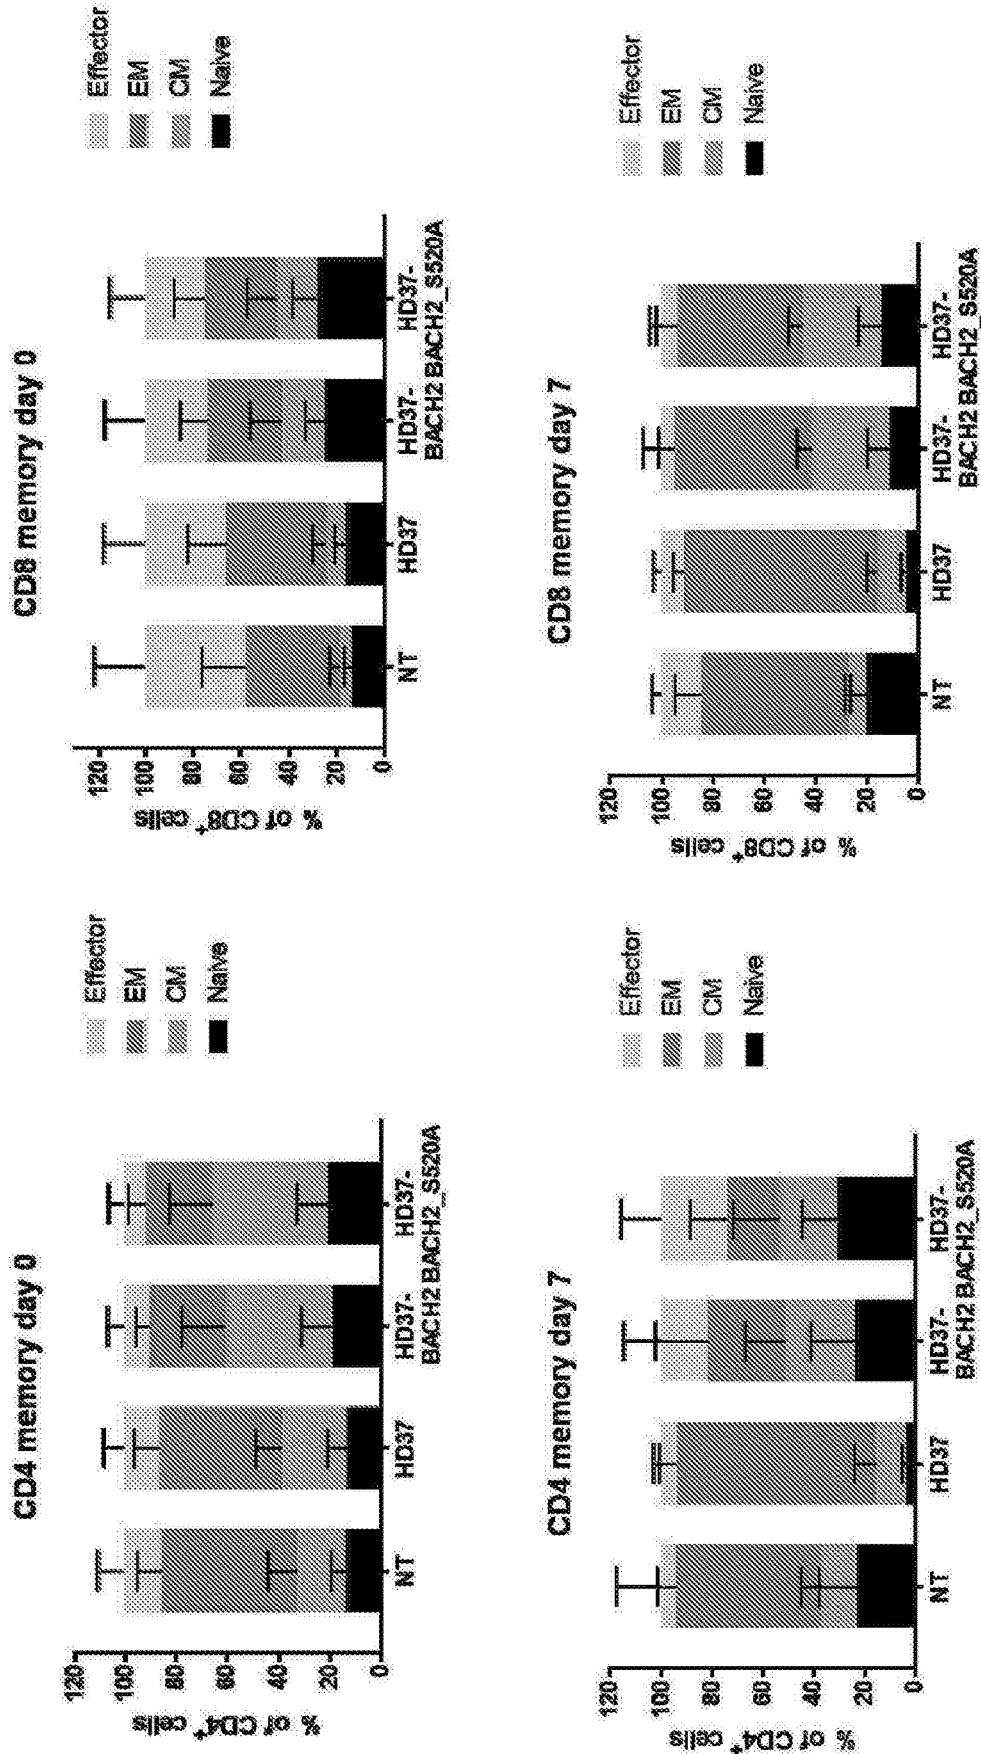 CD4 memory day 0
% of CD4+ cells
120
100
80
60
40
20
0
NT
HD37
HD37-
BACH2
HD37-
BACH2_S520A
Effector
EM
CM
Naive
CD8 memory day 0
% of CD8+ cells
120
100
80
60
40
20
0
NT
HD37
HD37-
BACH2
HD37-
BACH2_S520A
Effector
EM
CM
Naive
CD4 memory day 7
% of CD4+ cells
120
100
80
60
40
20
0
NT
HD37
HD37-
BACH2
HD37-
BACH2_S520A
Effector
EM
CM
Naive
CD8 memory day 7
% of CD8+ cells
120
100
80
60
40
20
0
NT
HD37
HD37-
BACH2
HD37-
BACH2_S520A
Effector
EM
CM
Naive